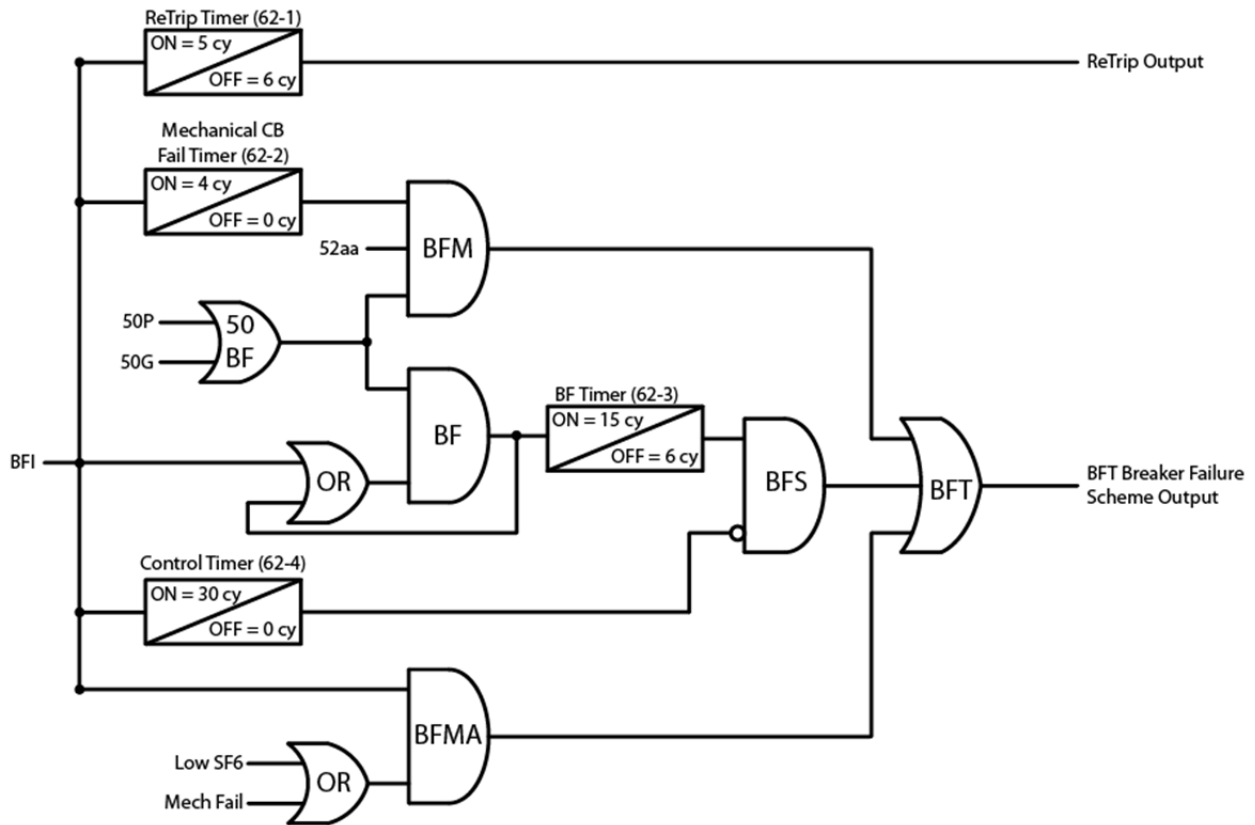 ReTrip Timer (62-1)
ON = 5 cy
OFF = 6 cy
ReTrip Output
Mechanical CB
Fail Timer (62-2)
ON = 4 cy
OFF = 0 cy
52aa
BFM
50P
50G
50
BF
BF
BF Timer (62-3)
ON = 15 cy
OFF = 6 cy
BFI
OR
BFS
BFT
BFT Breaker Failure
Scheme Output
Control Timer (62-4)
ON = 30 cy
OFF = 0 cy
BFMA
Low SF6
Mech Fail
OR